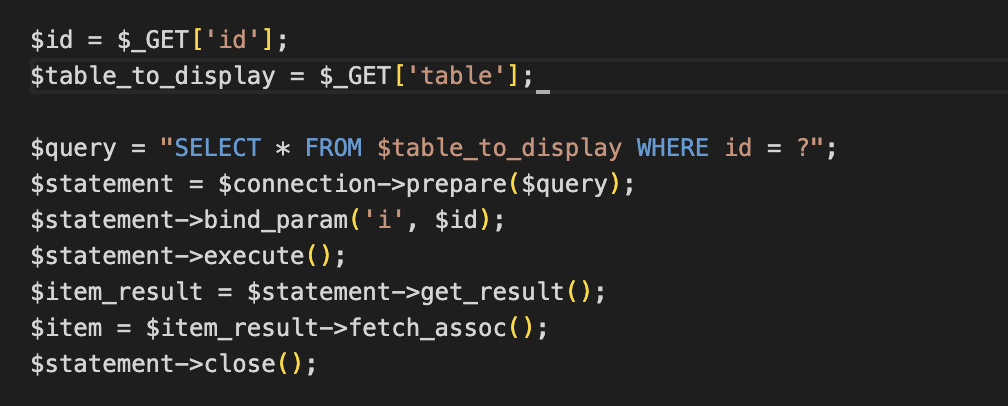 $id = $_GET['id'];
$table_to_display = $_GET['table'];
$query = "SELECT * FROM $table_to_display WHERE id = ?";
$statement = $connection->prepare($query);
$statement->bind_param('i', $id);
$statement->execute();
$item_result = $statement->get_result();
$item = $item_result->fetch_assoc();
$statement->close();